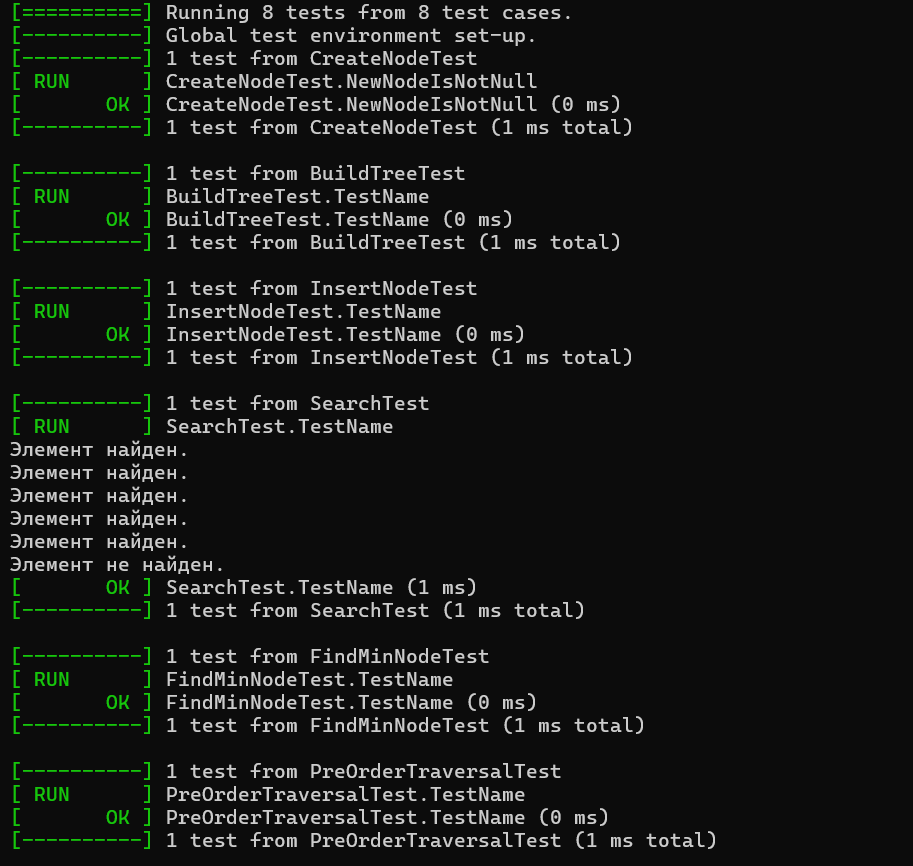 [==========] Running 8 tests from 8 test cases.
[----------] Global test environment set-up.
[----------] 1 test from CreateNodeTest
[ RUN      ] CreateNodeTest.NewNodeIsNotNull
[       OK ] CreateNodeTest.NewNodeIsNotNull (0 ms)
[----------] 1 test from CreateNodeTest (1 ms total)

[----------] 1 test from BuildTreeTest
[ RUN      ] BuildTreeTest.TestName
[       OK ] BuildTreeTest.TestName (0 ms)
[----------] 1 test from BuildTreeTest (1 ms total)

[----------] 1 test from InsertNodeTest
[ RUN      ] InsertNodeTest.TestName
[       OK ] InsertNodeTest.TestName (0 ms)
[----------] 1 test from InsertNodeTest (1 ms total)

[----------] 1 test from SearchTest
[ RUN      ] SearchTest.TestName
Элемент найден.
Элемент найден.
Элемент найден.
Элемент найден.
Элемент найден.
Элемент не найден.
[       OK ] SearchTest.TestName (1 ms)
[----------] 1 test from SearchTest (1 ms total)

[----------] 1 test from FindMinNodeTest
[ RUN      ] FindMinNodeTest.TestName
[       OK ] FindMinNodeTest.TestName (0 ms)
[----------] 1 test from FindMinNodeTest (1 ms total)

[----------] 1 test from PreOrderTraversalTest
[ RUN      ] PreOrderTraversalTest.TestName
[       OK ] PreOrderTraversalTest.TestName (0 ms)
[----------] 1 test from PreOrderTraversalTest (1 ms total)